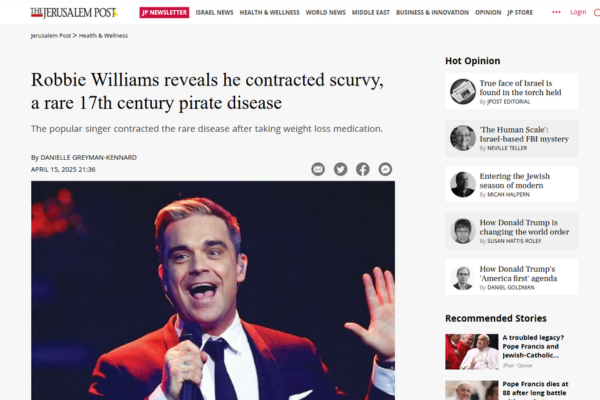 THE JERUSALEM POST
JP NEWSLETTER ISRAEL NEWS HEALTH & WELLNESS WORLD NEWS MIDDLE EAST BUSINESS & INNOVATION OPINION JP STORE ••• Login
Jerusalem Post > Health & Wellness
Robbie Williams reveals he contracted scurvy,
a rare 17th century pirate disease
The popular singer contracted the rare disease after taking weight loss medication.
By DANIELLE GREYMAN-KENNARD
APRIL 15, 2025 21:36
Hot Opinion
True face of Israel is
found in the torch held
By JPOST EDITORIAL
'The Human Scale':
Israel-based FBI mystery
By NEVILLE TELLER
Entering the Jewish
season of modern
By MICAH HALPERN
How Donald Trump is
changing the world order
By SUSAN HATTIS ROLEF
How Donald Trump's
'America first' agenda
By DANIEL GOLDMAN
Recommended Stories
A troubled legacy?
Pope Francis and
Jewish-Catholic...
JPost - Opinion
Pope Francis dies at
88 after long battle